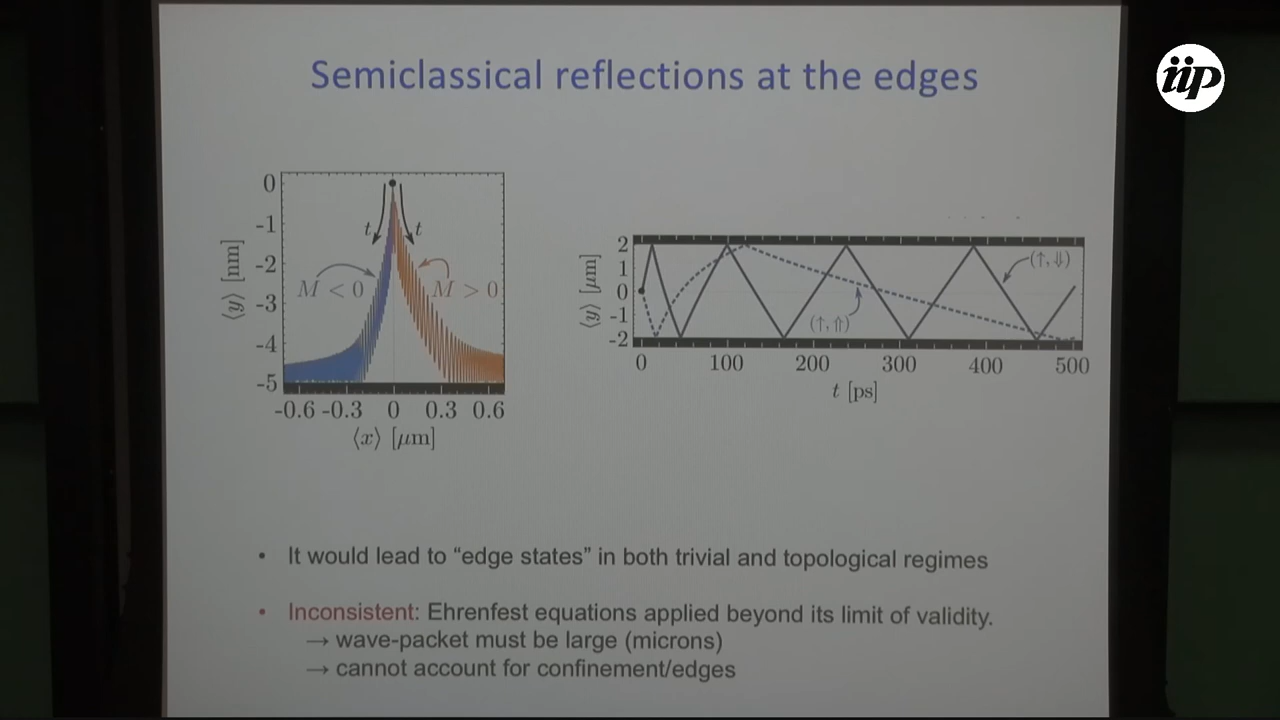 Semiclassical reflections at the edges
iip
0
-1
-2
-3
-4
-5
⟨y⟩ [nm]
t
t
M < 0
M > 0
-0.6 -0.3 0 0.3 0.6
⟨x⟩ [μm]
2
1
0
-1
-2
⟨y⟩ [μm]
(↑,⇓)
(↑,⇑)
0 100 200 300 400 500
t [ps]
• It would lead to “edge states” in both trivial and topological regimes
• Inconsistent: Ehrenfest equations applied beyond its limit of validity.
→ wave-packet must be large (microns)
→ cannot account for confinement/edges